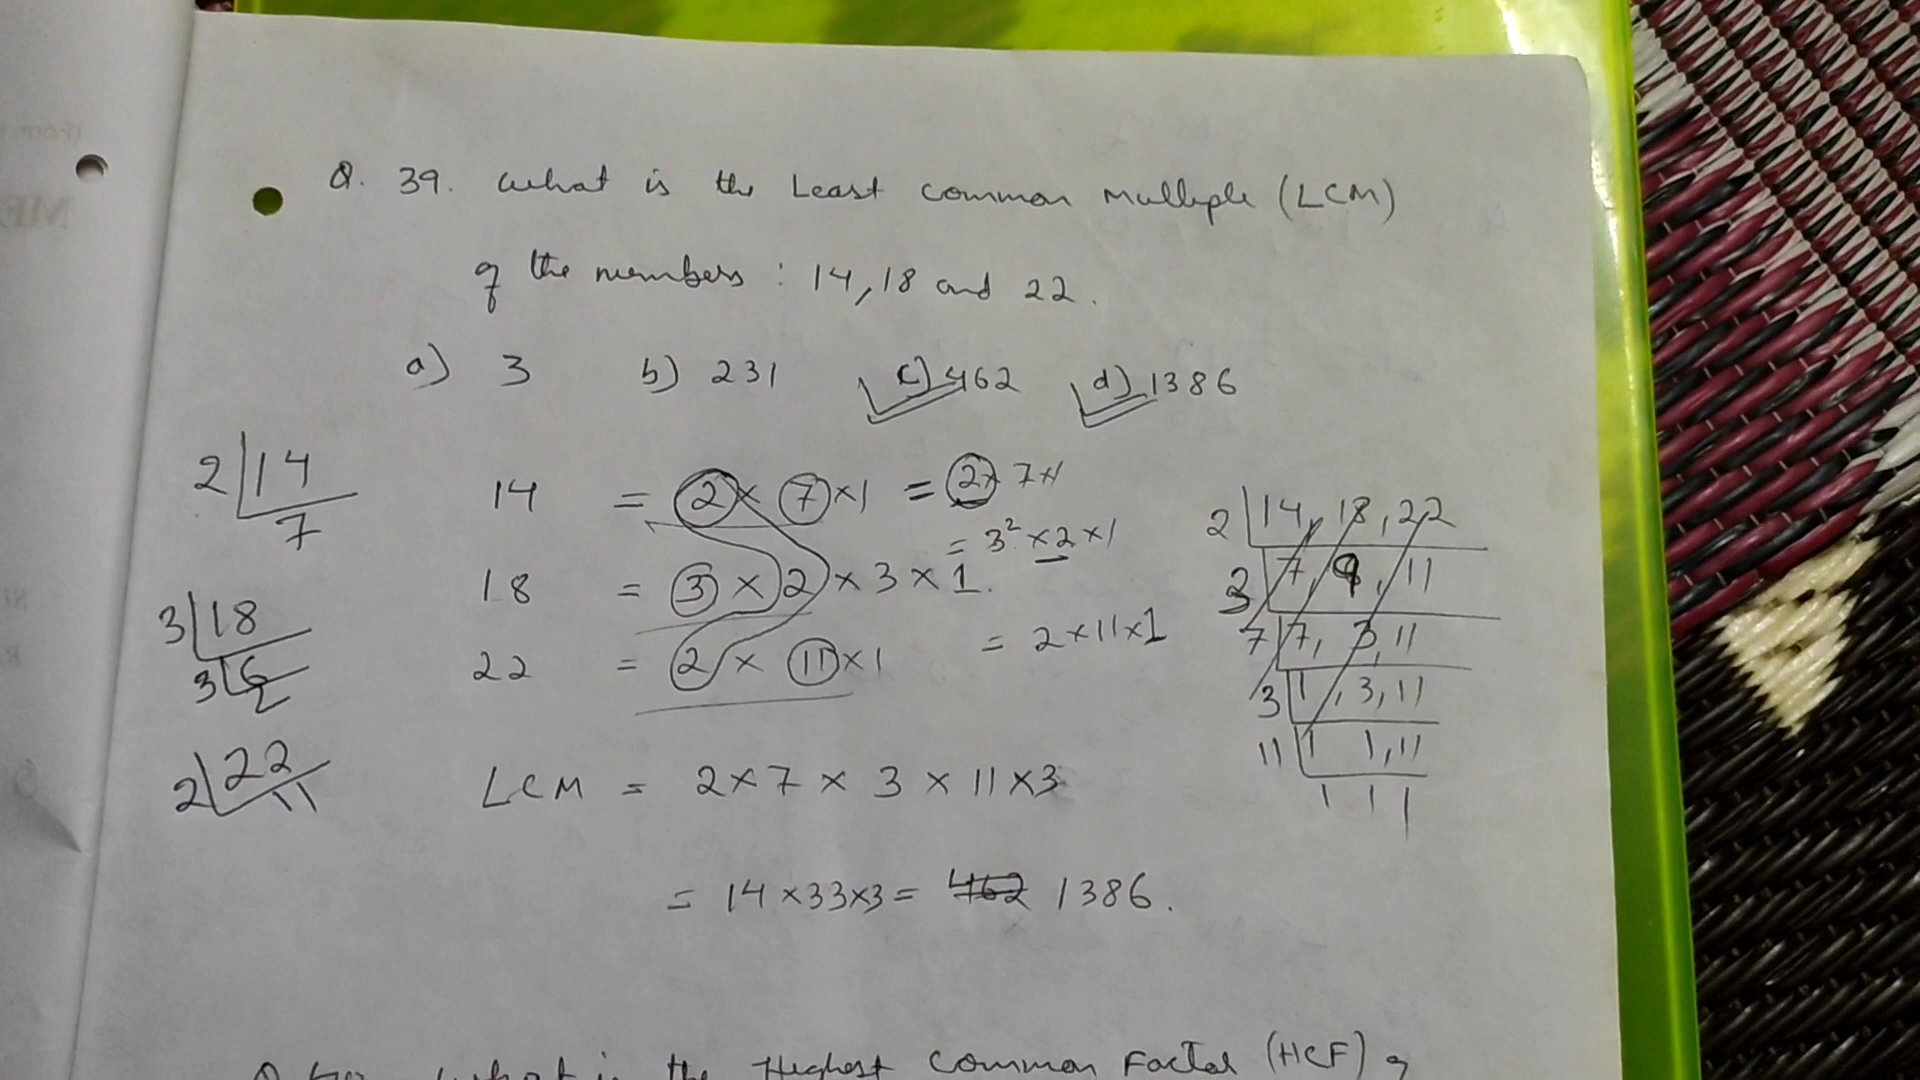 Q. 39. What is the Least Common Multiple (LCM)
of the numbers : 14, 18 and 22.
a) 3 b) 231 c) 462 d) 1386
2 14
7
14 = 2 × 7 × 1 = 2 × 7 × 1
18 = 3 × 2 × 3 × 1. = 3² × 2 × 1
22 = 2 × 11 × 1 = 2 × 11 × 1
3 18
3 6
2
2 22
11
2 14, 18, 22
3 7, 9, 11
7 7, 3, 11
3 1, 3, 11
11 1 1, 11
1 1 1
LCM = 2 × 7 × 3 × 11 × 3
= 14 × 33 × 3 = 462 1386.
What is the Highest Common Factor (HCF) of